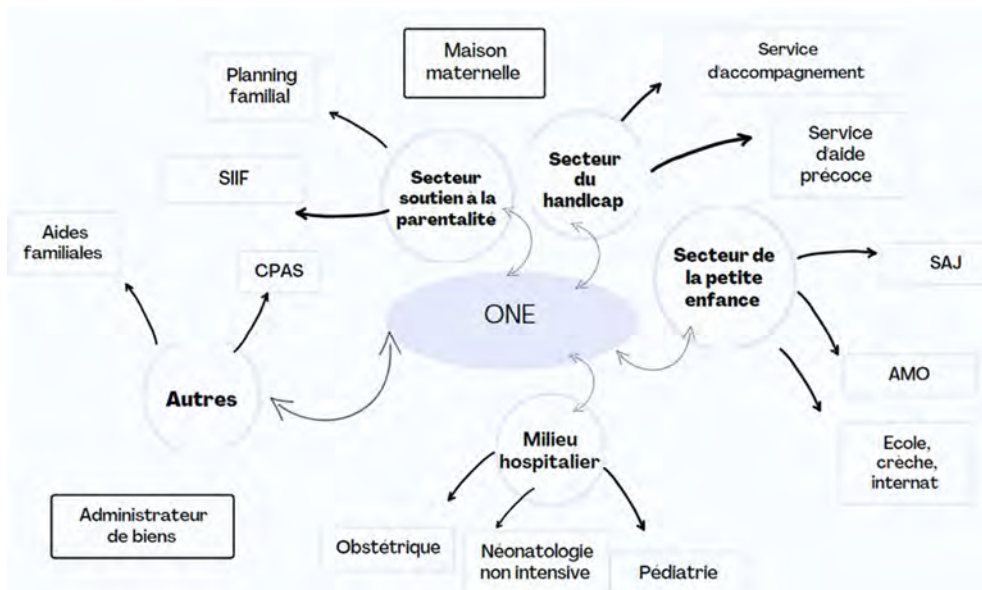 Maison
maternelle
Service
d'accompagnement
Planning
familial
Service
d'aide
précoce
Secteur
du
handicap
Secteur
soutien à la
parentalité
SIIF
Aides
familiales
CPAS
Secteur de
la petite
enfance
SAJ
ONE
AMO
Autres
Milieu
hospitalier
Ecole,
crèche,
internat
Administrateur
de biens
Obstétrique
Néonatologie
non intensive
Pédiatrie